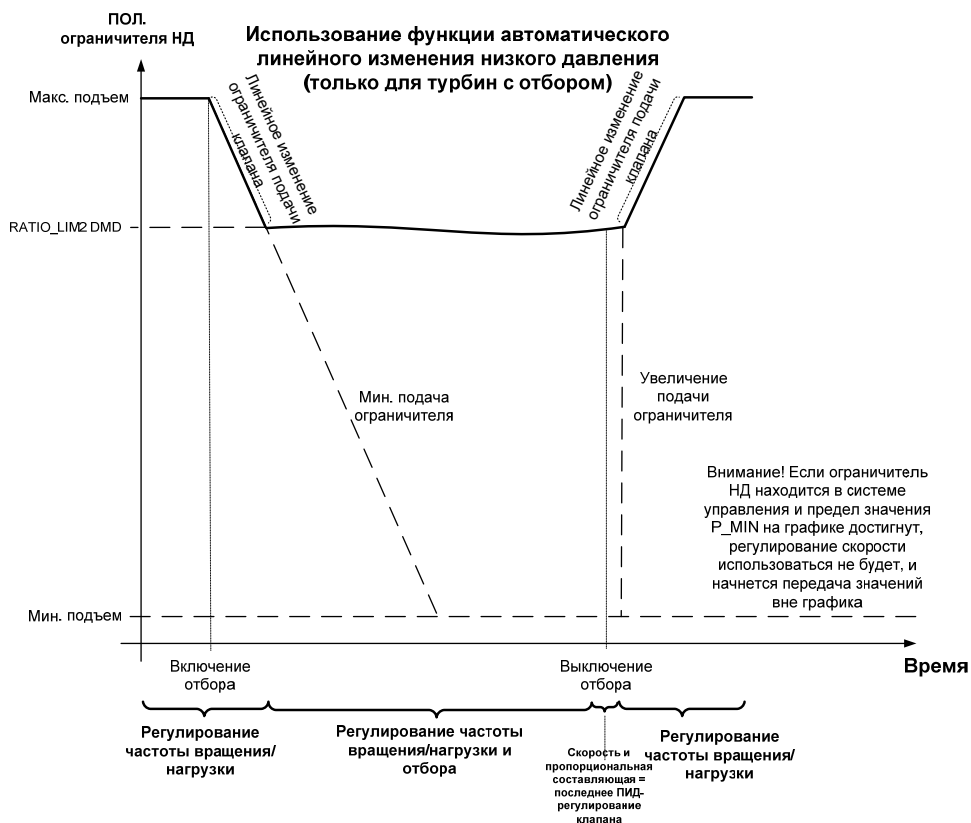 ПОЛ.
ограничителя НД
Использование функции автоматического
линейного изменения низкого давления
(только для турбин с отбором)
Макс. подъем
Линейное изменение
ограничителя подачи
клапана
Линейное изменение
ограничителя подачи
клапана
RATIO_LIM2 DMD
Мин. подача
ограничителя
Увеличение
подачи
ограничителя
Внимание! Если ограничитель
НД находится в системе
управления и предел значения
P_MIN на графике достигнут,
регулирование скорости
использоваться не будет, и
начнется передача значений
вне графика
Мин. подъем
Включение
отбора
Выключение
отбора
Время
Регулирование
частоты вращения/
нагрузки
Регулирование частоты
вращения/нагрузки и
отбора
Скорость и
пропорциональная
составляющая =
последнее ПИД-
регулирование
клапана
Регулирование
частоты вращения/
нагрузки